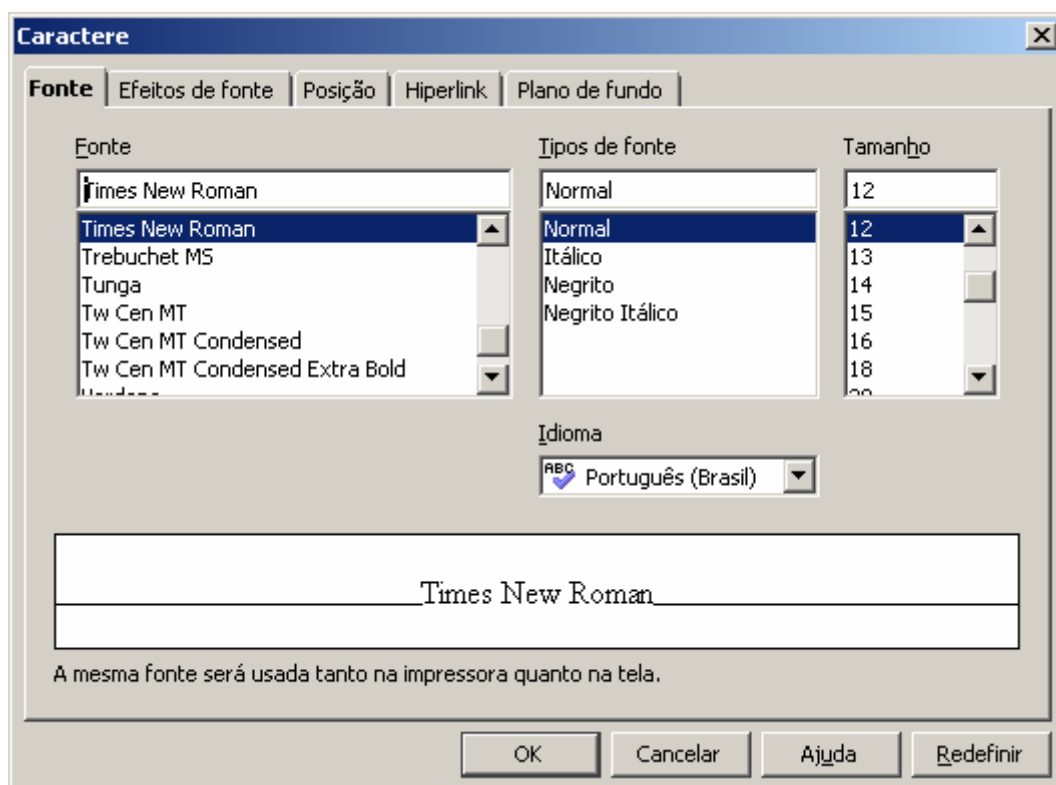 Caractere
Fonte Efeitos de fonte Posição Hiperlink Plano de fundo
Fonte Tipos de fonte Tamanho
Times New Roman Normal 12
Times New Roman Normal 12
Trebuchet MS Itálico 13
Tunga Negrito 14
Tw Cen MT Negrito Itálico 15
Tw Cen MT Condensed 16
Tw Cen MT Condensed Extra Bold 18
Idioma
ABC Português (Brasil)
Times New Roman
A mesma fonte será usada tanto na impressora quanto na tela.
OK Cancelar Ajuda Redefinir